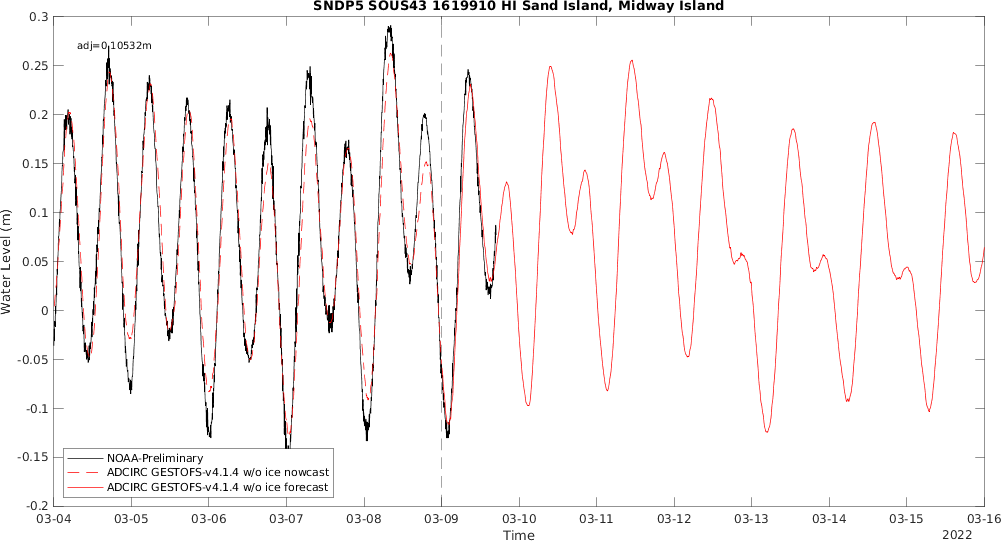 SNDP5 SOUS43 1619910 HI Sand Island, Midway Island
adj=0.10532m
0.3
0.25
0.2
0.15
0.1
0.05
0
-0.05
-0.1
-0.15
-0.2
Water Level (m)
NOAA-Preliminary
ADCIRC GESTOFS-v4.1.4 w/o ice nowcast
ADCIRC GESTOFS-v4.1.4 w/o ice forecast
03-04 03-05 03-06 03-07 03-08 03-09 03-10 03-11 03-12 03-13 03-14 03-15 03-16
Time
2022